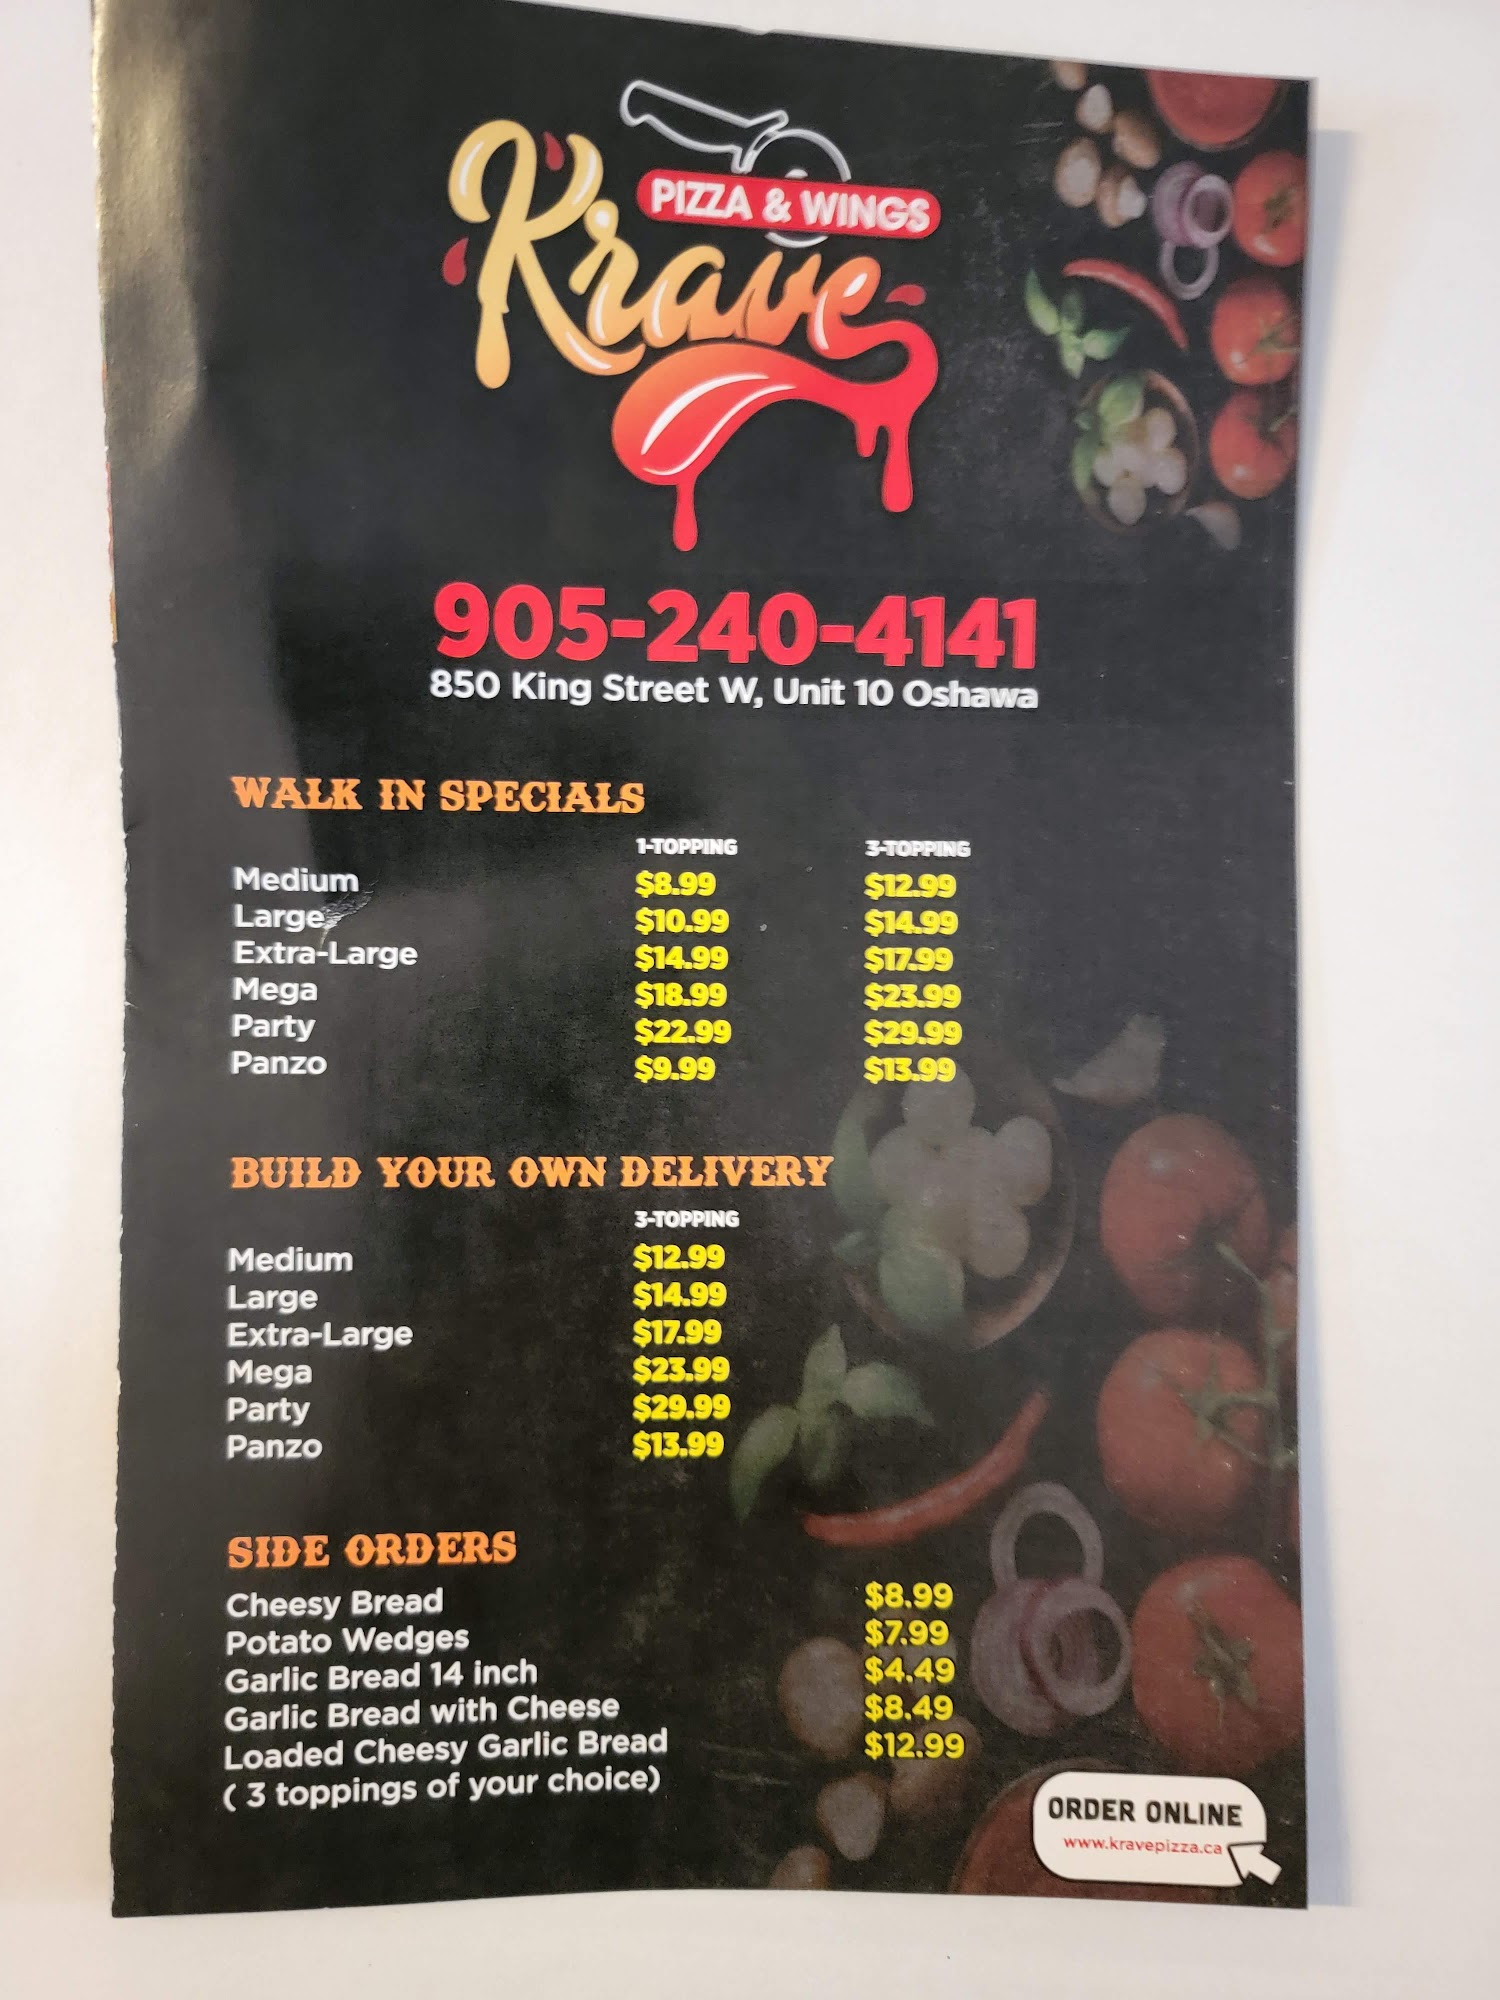 PIZZA & WINGS
Krave
905-240-4141
850 King Street W, Unit 10 Oshawa
WALK IN SPECIALS
1-TOPPING 3-TOPPING
Medium $8.99 $12.99
Large $10.99 $14.99
Extra-Large $14.99 $17.99
Mega $18.99 $23.99
Party $22.99 $29.99
Panzo $9.99 $13.99
BUILD YOUR OWN DELIVERY
3-TOPPING
Medium $12.99
Large $14.99
Extra-Large $17.99
Mega $23.99
Party $29.99
Panzo $13.99
SIDE ORDERS
Cheesy Bread $8.99
Potato Wedges $7.99
Garlic Bread 14 inch $4.49
Garlic Bread with Cheese $8.49
Loaded Cheesy Garlic Bread $12.99
( 3 toppings of your choice)
ORDER ONLINE
www.kravepizza.ca